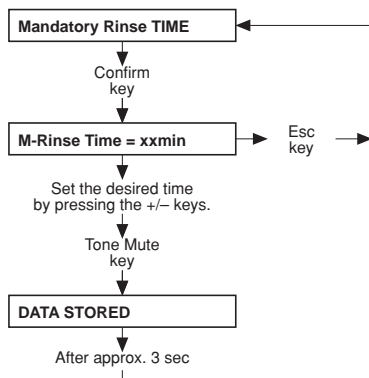 Mandatory Rinse TIME
Confirm
key
M-Rinse Time = xxmin
Esc
key
Set the desired time
by pressing the +/– keys.
Tone Mute
key
DATA STORED
After approx. 3 sec